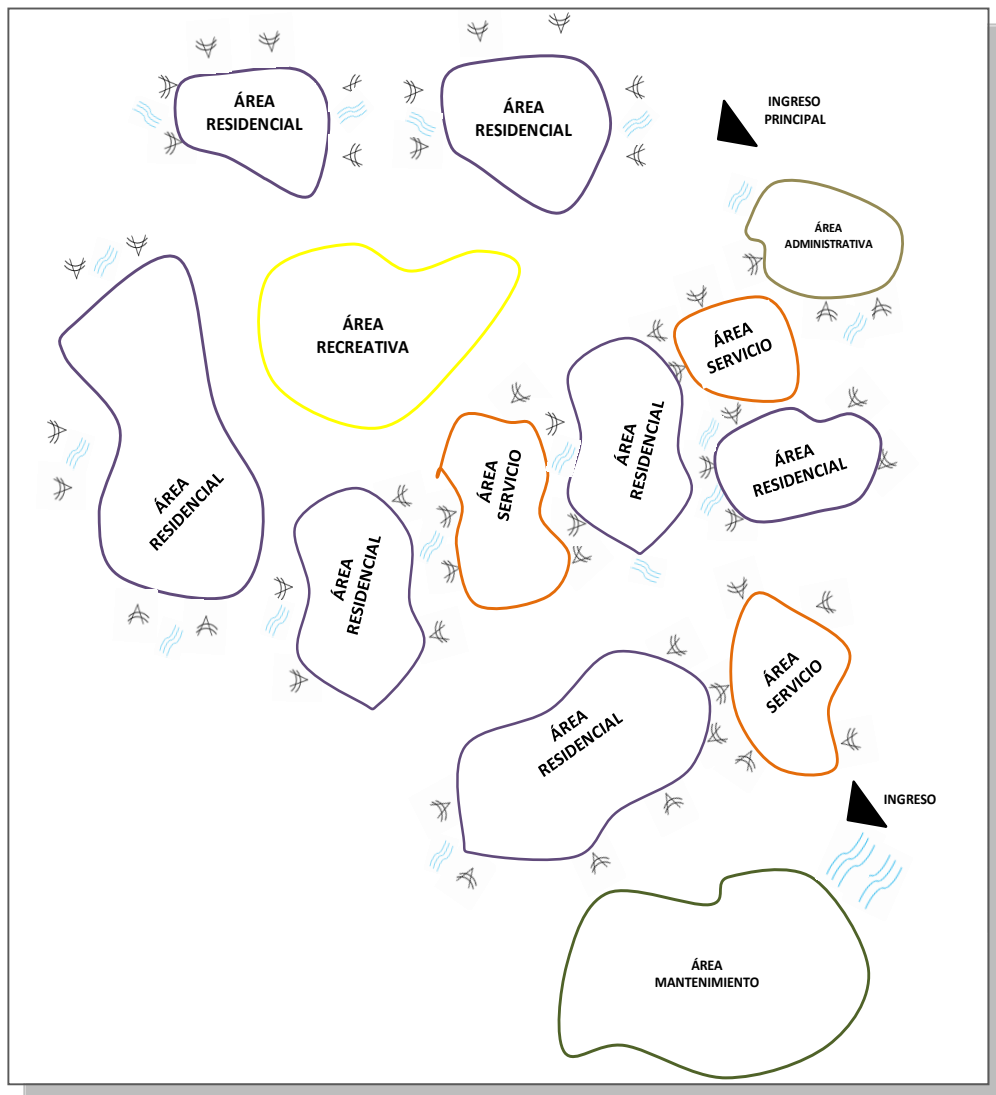 ÁREA
RESIDENCIAL
ÁREA
RESIDENCIAL
INGRESO
PRINCIPAL
ÁREA
ADMINISTRATIVA
ÁREA
RECREATIVA
ÁREA
SERVICIO
ÁREA
RESIDENCIAL
ÁREA
RESIDENCIAL
ÁREA
SERVICIO
ÁREA
RESIDENCIAL
ÁREA
RESIDENCIAL
ÁREA
SERVICIO
ÁREA
RESIDENCIAL
INGRESO
ÁREA
MANTENIMIENTO